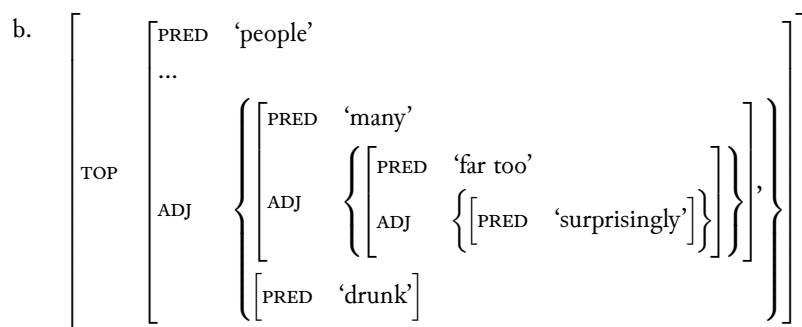 b.
PRED ‘people’
...
PRED ‘many’
PRED ‘far too’
TOP
ADJ
ADJ
ADJ
{[PRED ‘surprisingly’]}
,
[PRED ‘drunk’]